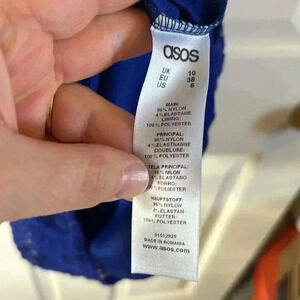 asos
UK 10
EU 38
US 6
MAIN:
96% NYLON
4% ELASTANE
LINING:
100% POLYESTER
PRINCIPAL:
96% NYLON
4% ELASTHANNE
DOUBLURE:
100% POLYESTER
TELA PRINCIPAL:
96% NILON
4% ELASTANO
FORRO:
POLIESTER
HAUPTSTOFF:
96% NYLON
4% ELASTAN
FUTTER:
100% POLYESTER
MADE IN ROMANIA
www.asos.com